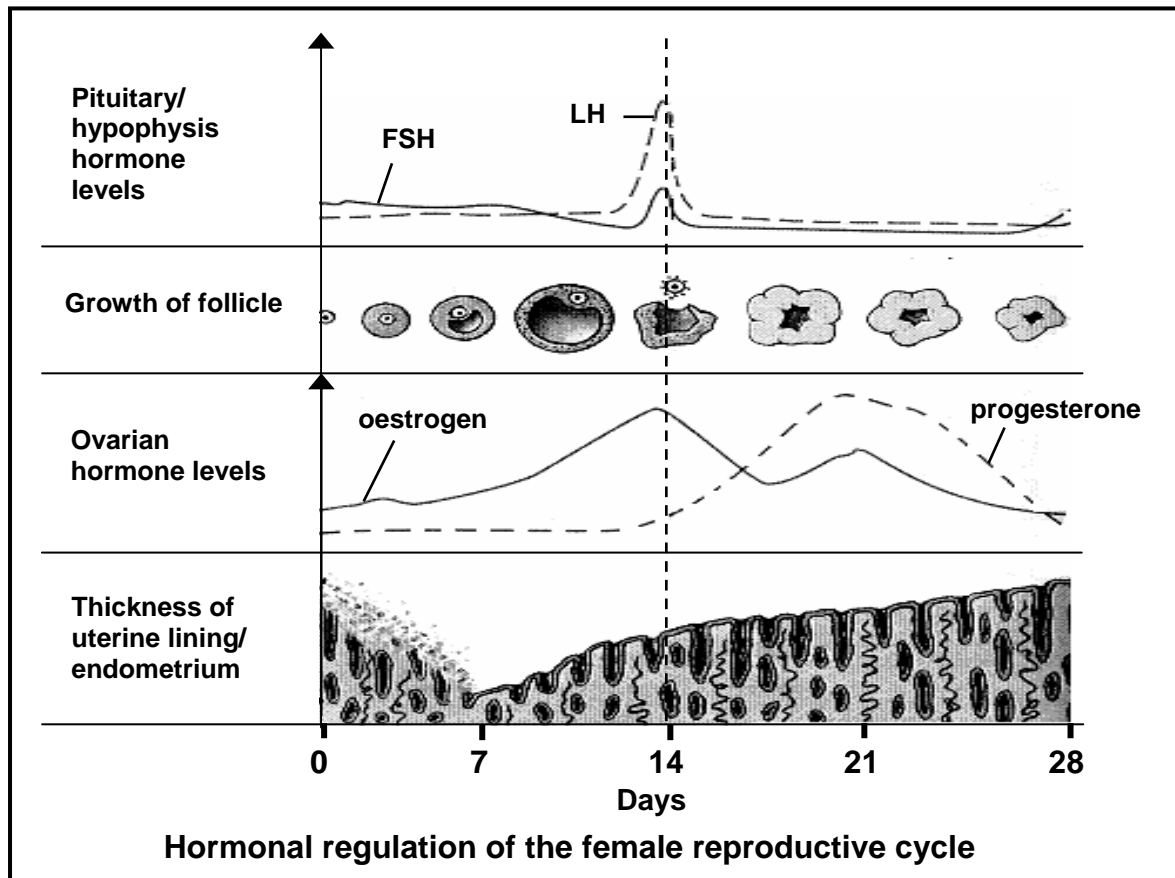 Pituitary/
hypophysis
hormone
levels
FSH
LH
Growth of follicle
Ovarian
hormone levels
oestrogen
progesterone
Thickness of
uterine lining/
endometrium
0 7 14 21 28
Days
Hormonal regulation of the female reproductive cycle